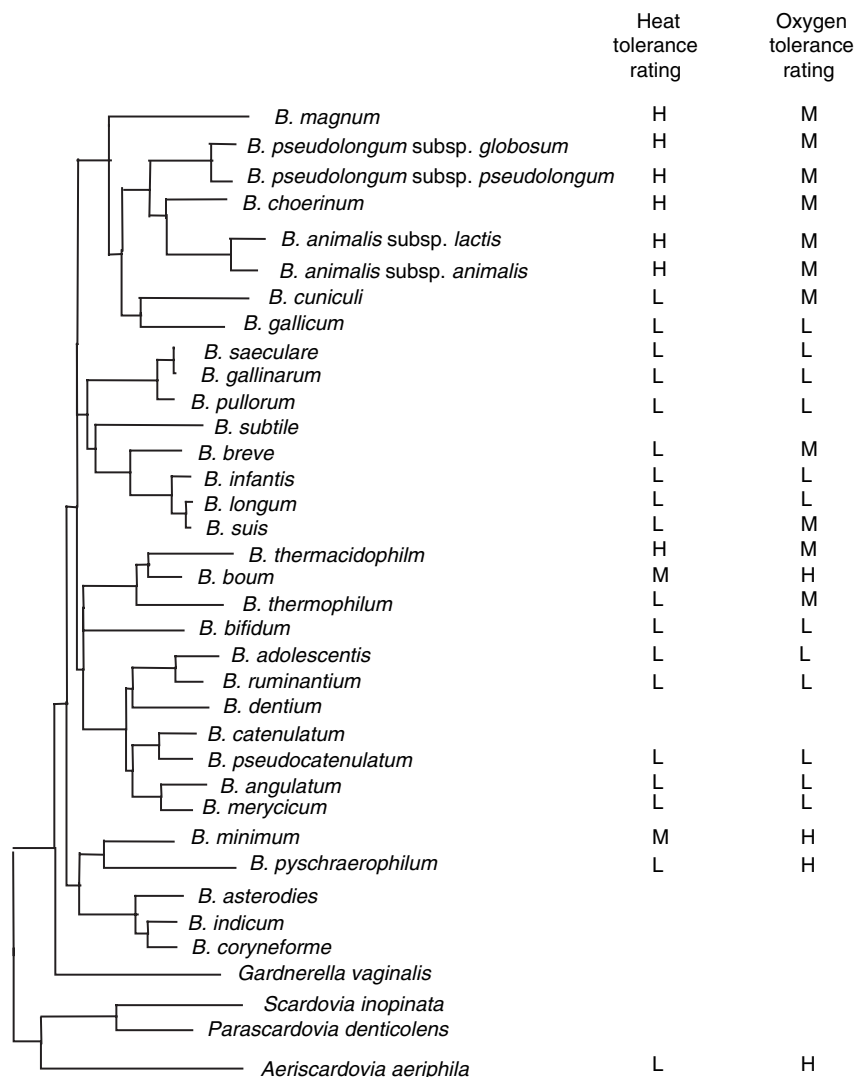 Heat tolerance rating Oxygen tolerance rating
B. magnum H M
B. pseudolongum subsp. globosum H M
B. pseudolongum subsp. pseudolongum H M
B. choerinum H M
B. animalis subsp. lactis H M
B. animalis subsp. animalis H M
B. cuniculi L M
B. gallicum L L
B. saeculare L L
B. gallinarum L L
B. pullorum L L
B. subtile
B. breve L M
B. infantis L L
B. longum L L
B. suis L M
B. thermacidophilm H M
B. boum M H
B. thermophilum L M
B. bifidum L L
B. adolescentis L L
B. ruminantium L L
B. dentium
B. catenulatum
B. pseudocatenulatum L L
B. angulatum L L
B. merycicum L L
B. minimum M H
B. pyschraerophilum L H
B. asterodies
B. indicum
B. coryneforme
Gardnerella vaginalis
Scardovia inopinata
Parascardovia denticolens
Aeriscardovia aeriphila L H